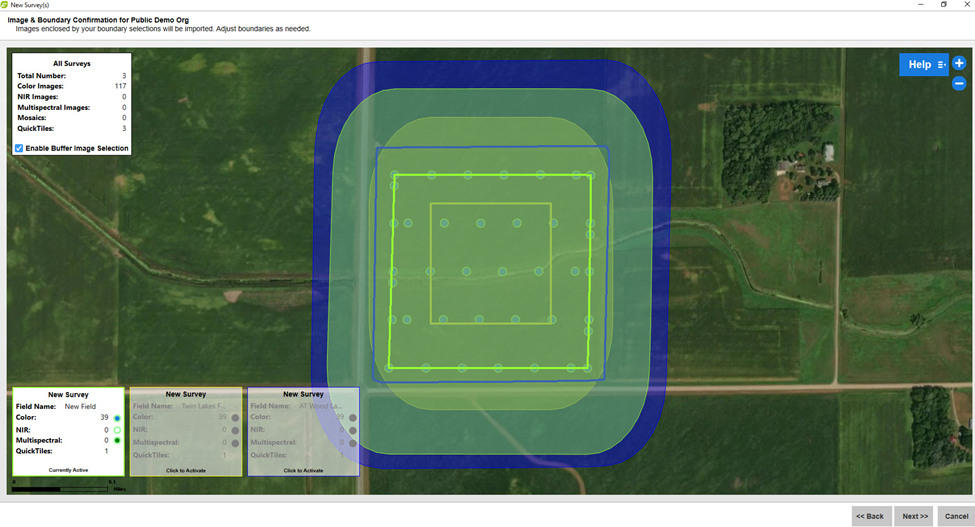 New Survey(s)
Image & Boundary Confirmation for Public Demo Org
Images enclosed by your boundary selections will be imported. Adjust boundaries as needed.
All Surveys
Total Number: 3
Color Images: 117
NIR Images: 0
Multispectral Images: 0
Mosaics: 0
QuickTiles: 3
Enable Buffer Image Selection
Help
New Survey
Field Name: New Field
Color: 39
NIR: 0
Multispectral: 0
QuickTiles: 1
Currently Active
New Survey
Field Name: Twin Lakes F...
Color: 39
NIR: 0
Multispectral: 0
QuickTiles: 1
Click to Activate
New Survey
Field Name: AT Wood La...
Color: 39
NIR: 0
Multispectral: 0
QuickTiles: 1
Click to Activate
0 0.1
Miles
<< Back Next >> Cancel